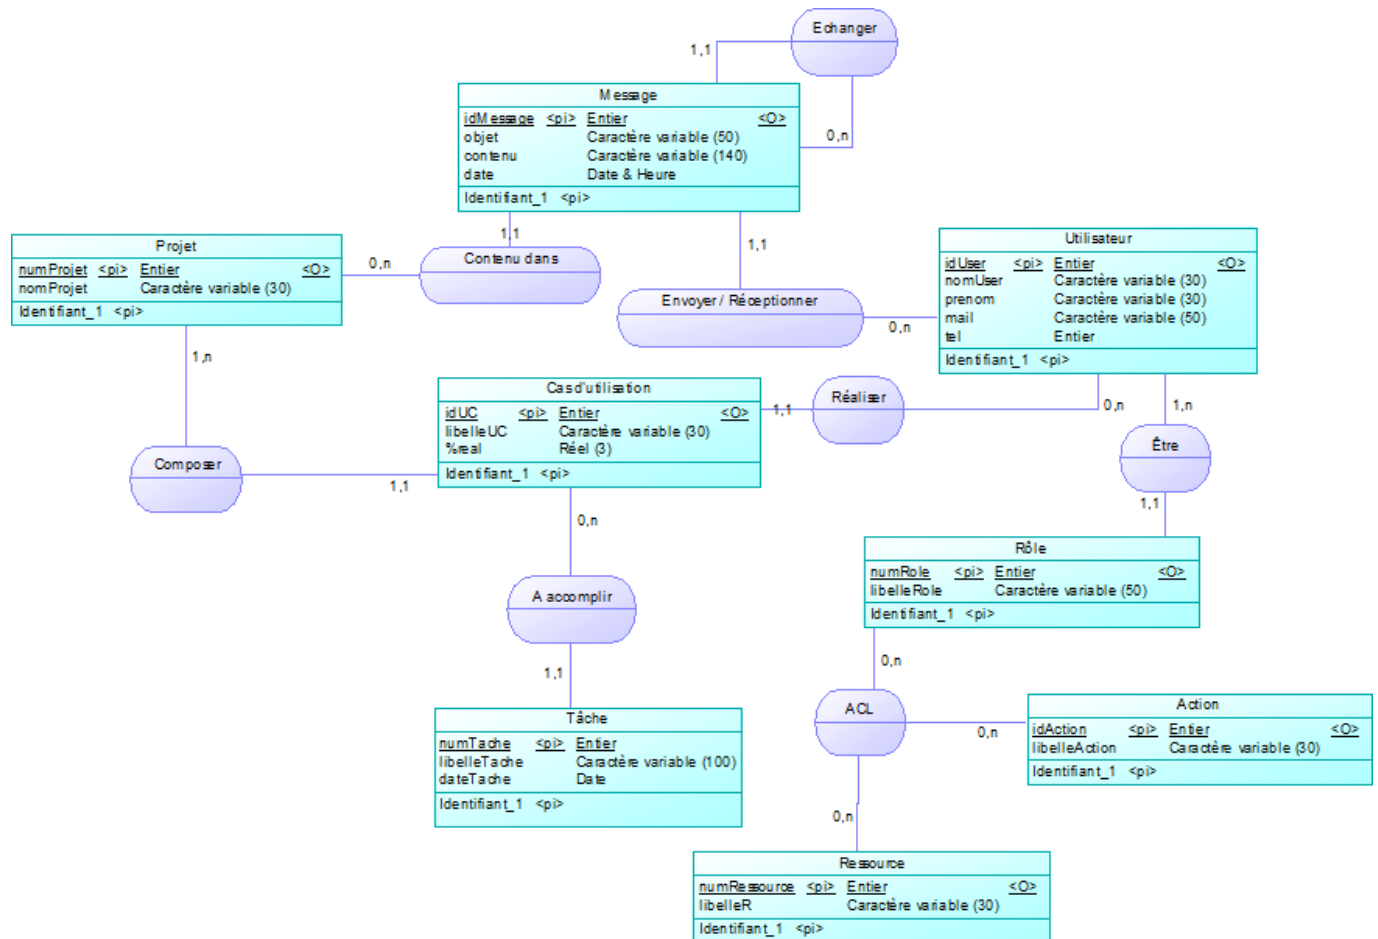 Echanger
1,1
0,n
Message
idMessage <pi> Entier <O>
objet Caractère variable (50)
contenu Caractère variable (140)
date Date & Heure
Identifiant_1 <pi>
1,1
1,1
Projet
numProjet <pi> Entier <O>
nomProjet Caractère variable (30)
Identifiant_1 <pi>
0,n
Contenu dans
Utilisateur
idUser <pi> Entier <O>
nomUser Caractère variable (30)
prenom Caractère variable (30)
mail Caractère variable (50)
tel Entier
Identifiant_1 <pi>
Envoyer / Réceptionner
0,n
1,n
Cas d'utilisation
idUC <pi> Entier <O>
libelleUC Caractère variable (30)
%real Réel (3)
Identifiant_1 <pi>
1,1
Réaliser
0,n
1,n
Être
Composer
1,1
0,n
1,1
Rôle
numRole <pi> Entier <O>
libelleRole Caractère variable (50)
Identifiant_1 <pi>
A accomplir
0,n
1,1
ACL
0,n
Action
idAction <pi> Entier <O>
libelleAction Caractère variable (30)
Identifiant_1 <pi>
Tâche
numTache <pi> Entier
libelleTache Caractère variable (100)
dateTache Date
Identifiant_1 <pi>
0,n
Ressource
numRessource <pi> Entier <O>
libelleR Caractère variable (30)
Identifiant_1 <pi>